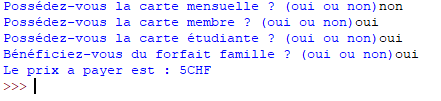 Possédez-vous la carte mensuelle ? (oui ou non)non
Possédez-vous la carte membre ? (oui ou non)oui
Possédez-vous la carte étudiante ? (oui ou non)oui
Bénéficiez-vous du forfait famille ? (oui ou non)oui
Le prix a payer est : 5CHF
>>>